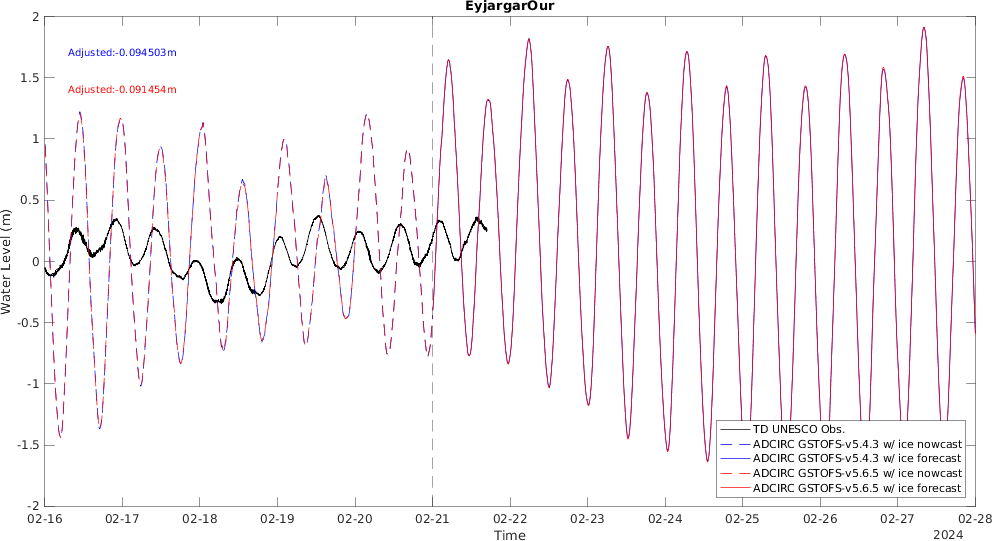 EyjargarOur
Adjusted:-0.094503m
Adjusted:-0.091454m
Water Level (m)
2
1.5
1
0.5
0
-0.5
-1
-1.5
-2
TD UNESCO Obs.
ADCIRC GSTOFS-v5.4.3 w/ ice nowcast
ADCIRC GSTOFS-v5.4.3 w/ ice forecast
ADCIRC GSTOFS-v5.6.5 w/ ice nowcast
ADCIRC GSTOFS-v5.6.5 w/ ice forecast
02-16 02-17 02-18 02-19 02-20 02-21 02-22 02-23 02-24 02-25 02-26 02-27 02-28
Time
2024